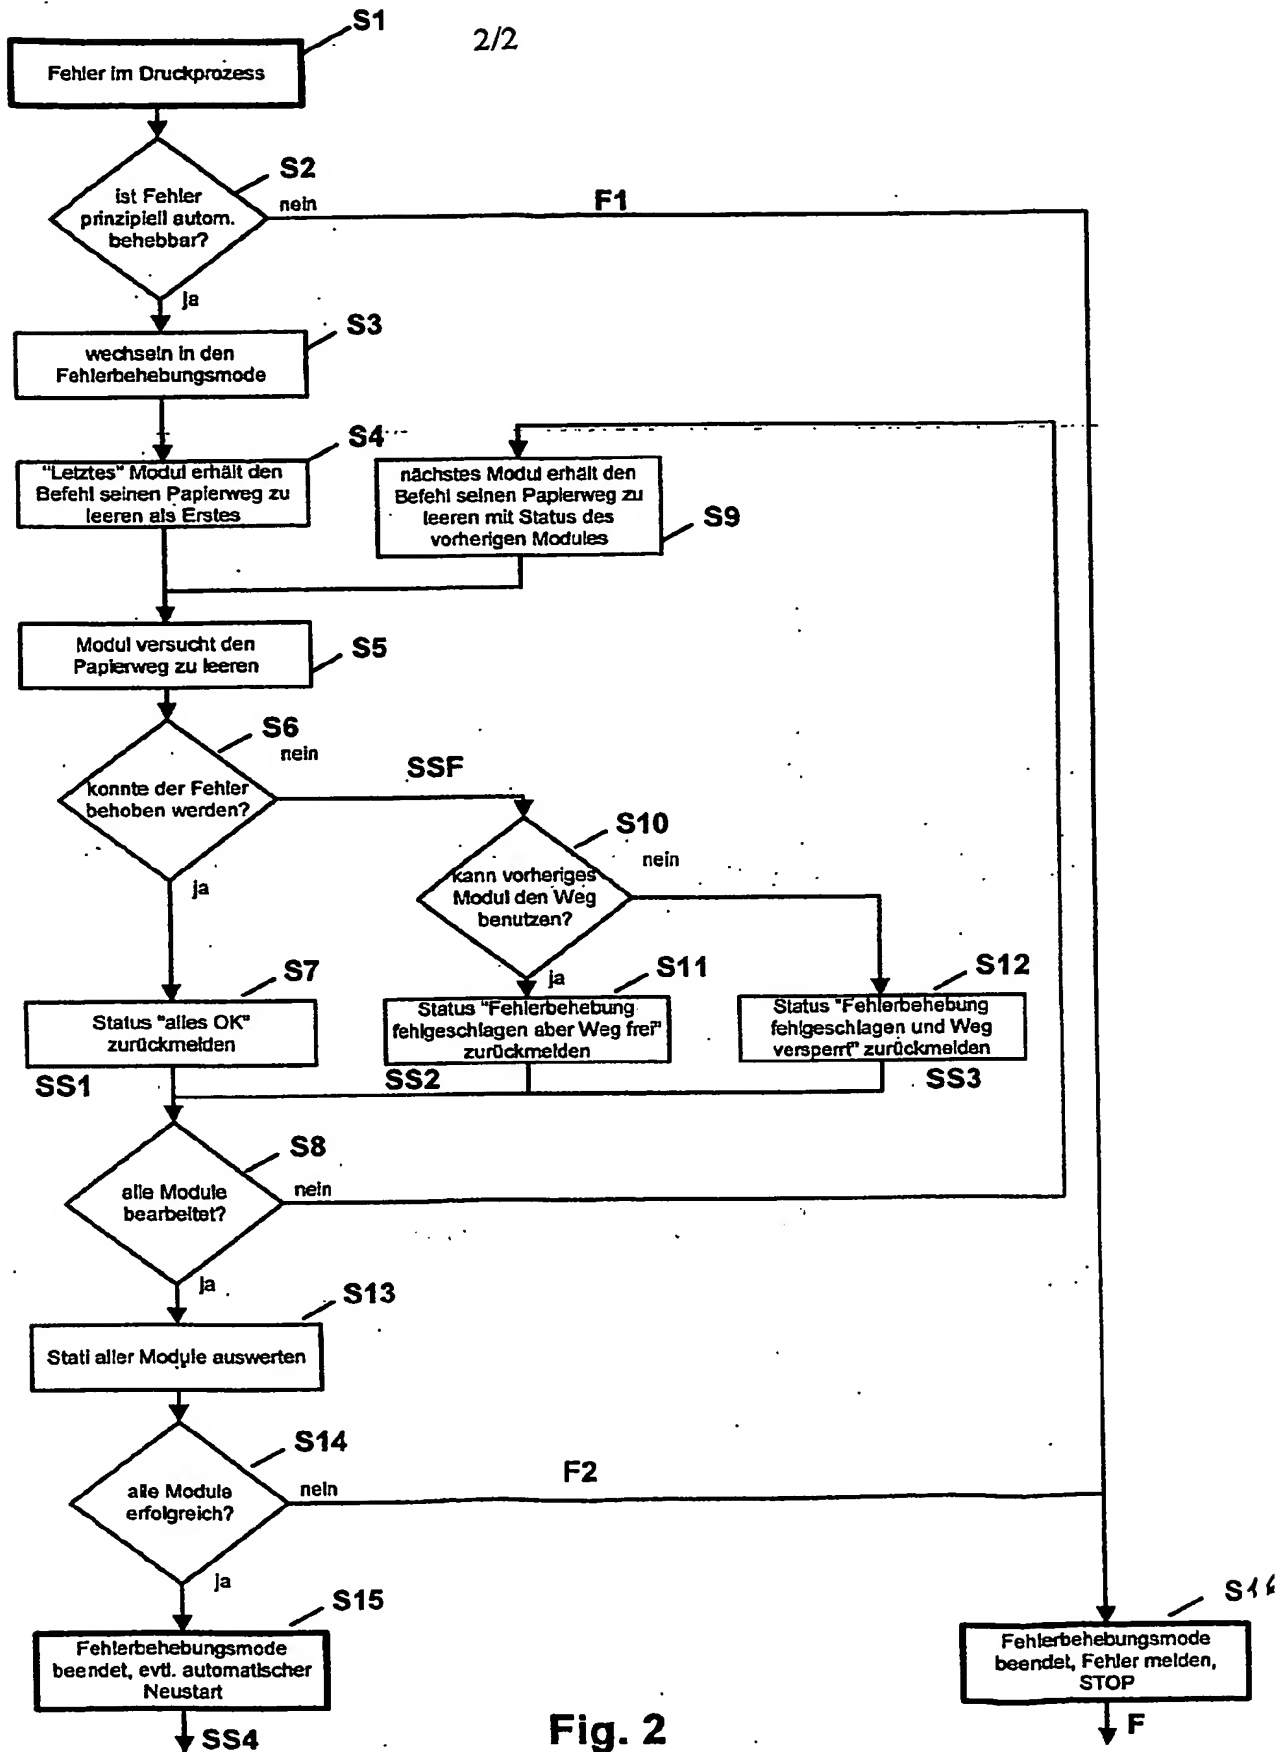 S1
2/2
Fehler im Druckprozess
S2
ist Fehler
prinzipiell autom.
behebbar?
nein
F1
ja
S3
wechseln in den
Fehlerbehebungsmode
S4
"Letztes" Modul erhält den
Befehl seinen Papierweg zu
leeren als Erstes
nächstes Modul erhält den
Befehl seinen Papierweg zu
leeren mit Status des
vorherigen Modules
S9
Modul versucht den
Papierweg zu leeren
S5
S6
nein
konnte der Fehler
behoben werden?
SSF
ja
S10
nein
kann vorheriges
Modul den Weg
benutzen?
ja
S7
Status "alles OK"
zurückmelden
SS1
S11
Status "Fehlerbehebung
fehlgeschlagen aber Weg frei"
zurückmelden
SS2
S12
Status "Fehlerbehebung
fehlgeschlagen und Weg
versperrt" zurückmelden
SS3
S8
alle Module
bearbeitet?
nein
ja
S13
Stati aller Module auswerten
S14
alle Module
erfolgreich?
nein
F2
ja
S15
Fehlerbehebungsmode
beendet, evtl. automatischer
Neustart
SS4
S16
Fehlerbehebungsmode
beendet, Fehler melden,
STOP
F
Fig. 2